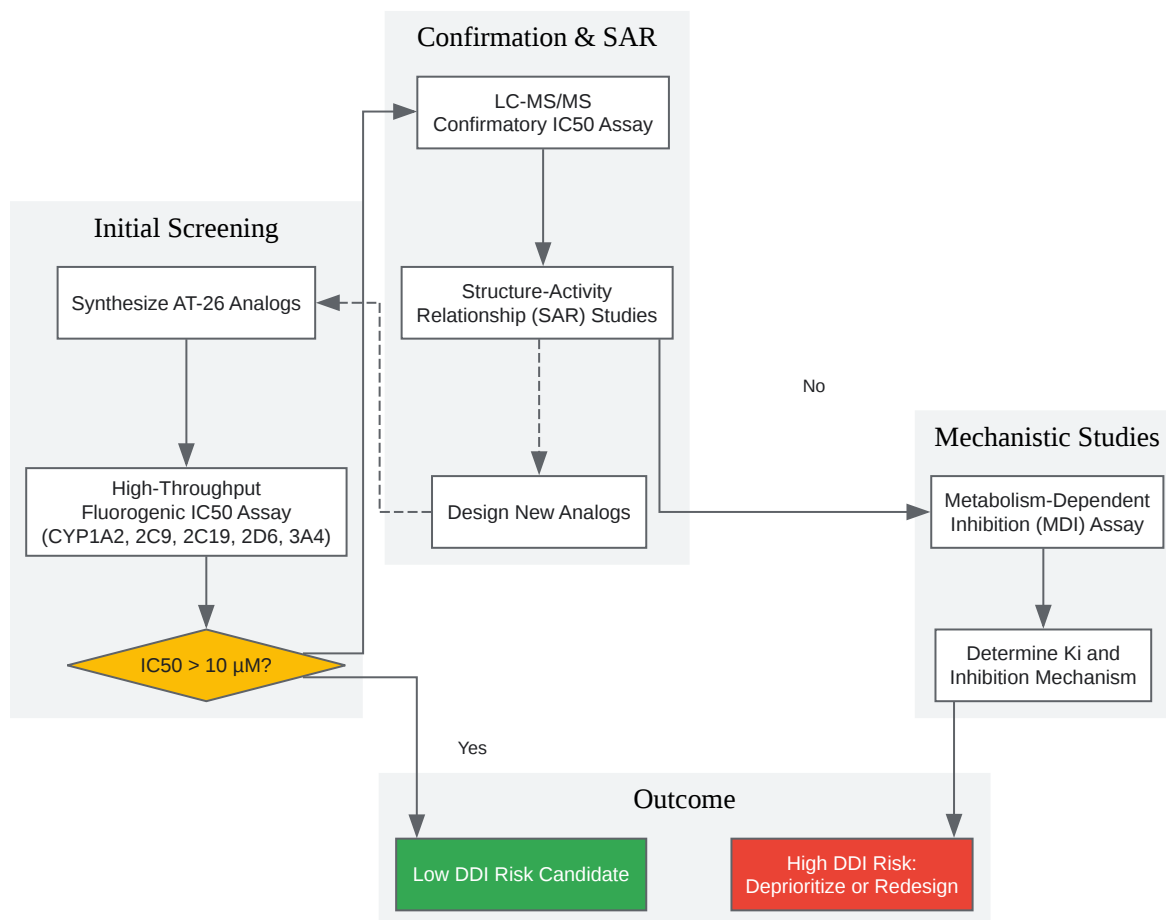 Confirmation & SAR
LC-MS/MS
Confirmatory IC50 Assay
Initial Screening
Synthesize AT-26 Analogs
Structure-Activity
Relationship (SAR) Studies
No
Mechanistic Studies
High-Throughput
Fluorogenic IC50 Assay
(CYP1A2, 2C9, 2C19, 2D6, 3A4)
Design New Analogs
Metabolism-Dependent
Inhibition (MDI) Assay
IC50 > 10 µM?
Determine Ki and
Inhibition Mechanism
Yes
Outcome
Low DDI Risk Candidate
High DDI Risk:
Deprioritize or Redesign